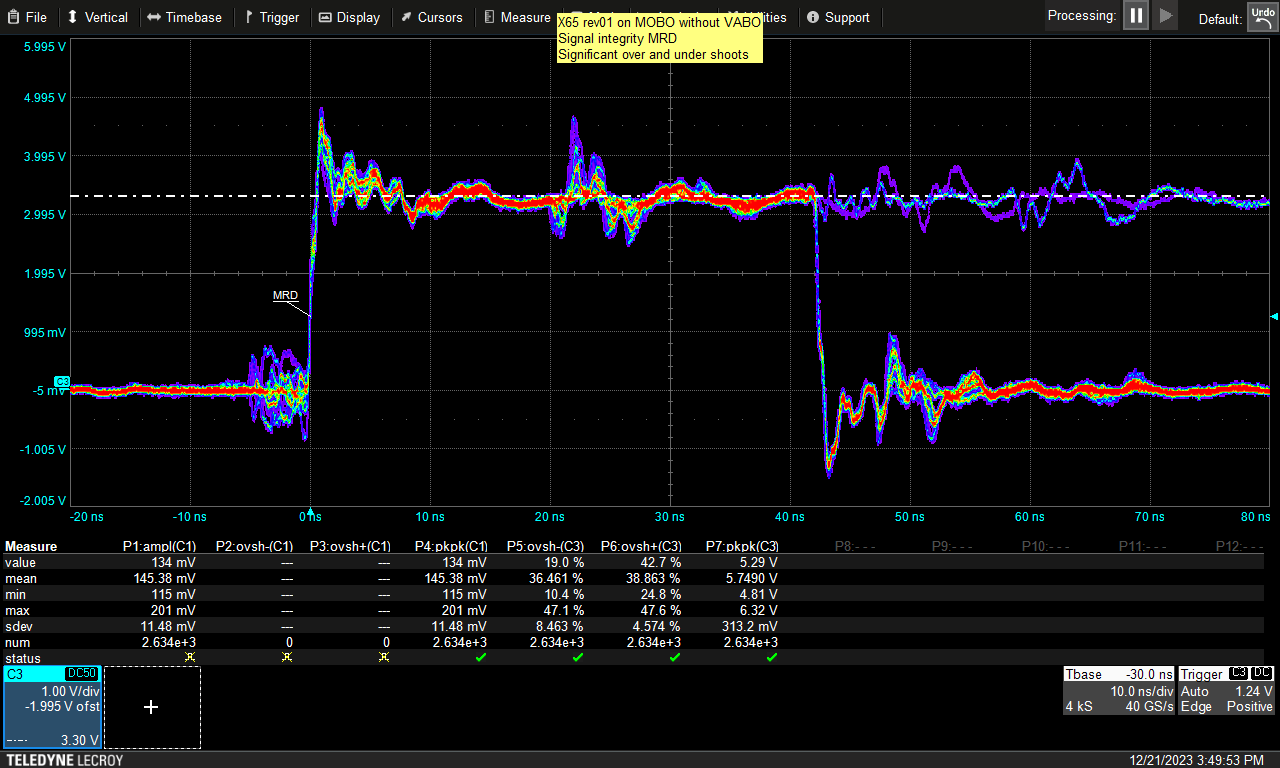 File Vertical Timebase Trigger Display Cursors Measure Support Processing: Default: Undo
X65 rev01 on MOBO without VABO
Signal integrity MRD
Significant over and under shoots
5.995 V
4.995 V
3.995 V
2.995 V
1.995 V
MRD
995 mV
C3
-5 mV
-1.005 V
-2.005 V
-20 ns -10 ns 0 ns 10 ns 20 ns 30 ns 40 ns 50 ns 60 ns 70 ns 80 ns
Measure P1:ampl(C1) P2:ovsh-(C1) P3:ovsh+(C1) P4:pkpk(C1) P5:ovsh-(C3) P6:ovsh+(C3) P7:pkpk(C3) P8:- - - P9:- - - P10:- - - P11:- - - P12:- - -
value 134 mV --- --- 134 mV 19.0 % 42.7 % 5.29 V
mean 145.38 mV --- --- 145.38 mV 36.461 % 38.863 % 5.7490 V
min 115 mV --- --- 115 mV 10.4 % 24.8 % 4.81 V
max 201 mV --- --- 201 mV 47.1 % 47.6 % 6.32 V
sdev 11.48 mV --- --- 11.48 mV 8.463 % 4.574 % 313.2 mV
num 2.634e+3 0 0 2.634e+3 2.634e+3 2.634e+3 2.634e+3
status
C3 DC50
1.00 V/div
-1.995 V ofst
3.30 V
Tbase -30.0 ns
10.0 ns/div
4 kS 40 GS/s
Trigger C3 DC
Auto 1.24 V
Edge Positive
TELEDYNE LECROY
12/21/2023 3:49:53 PM